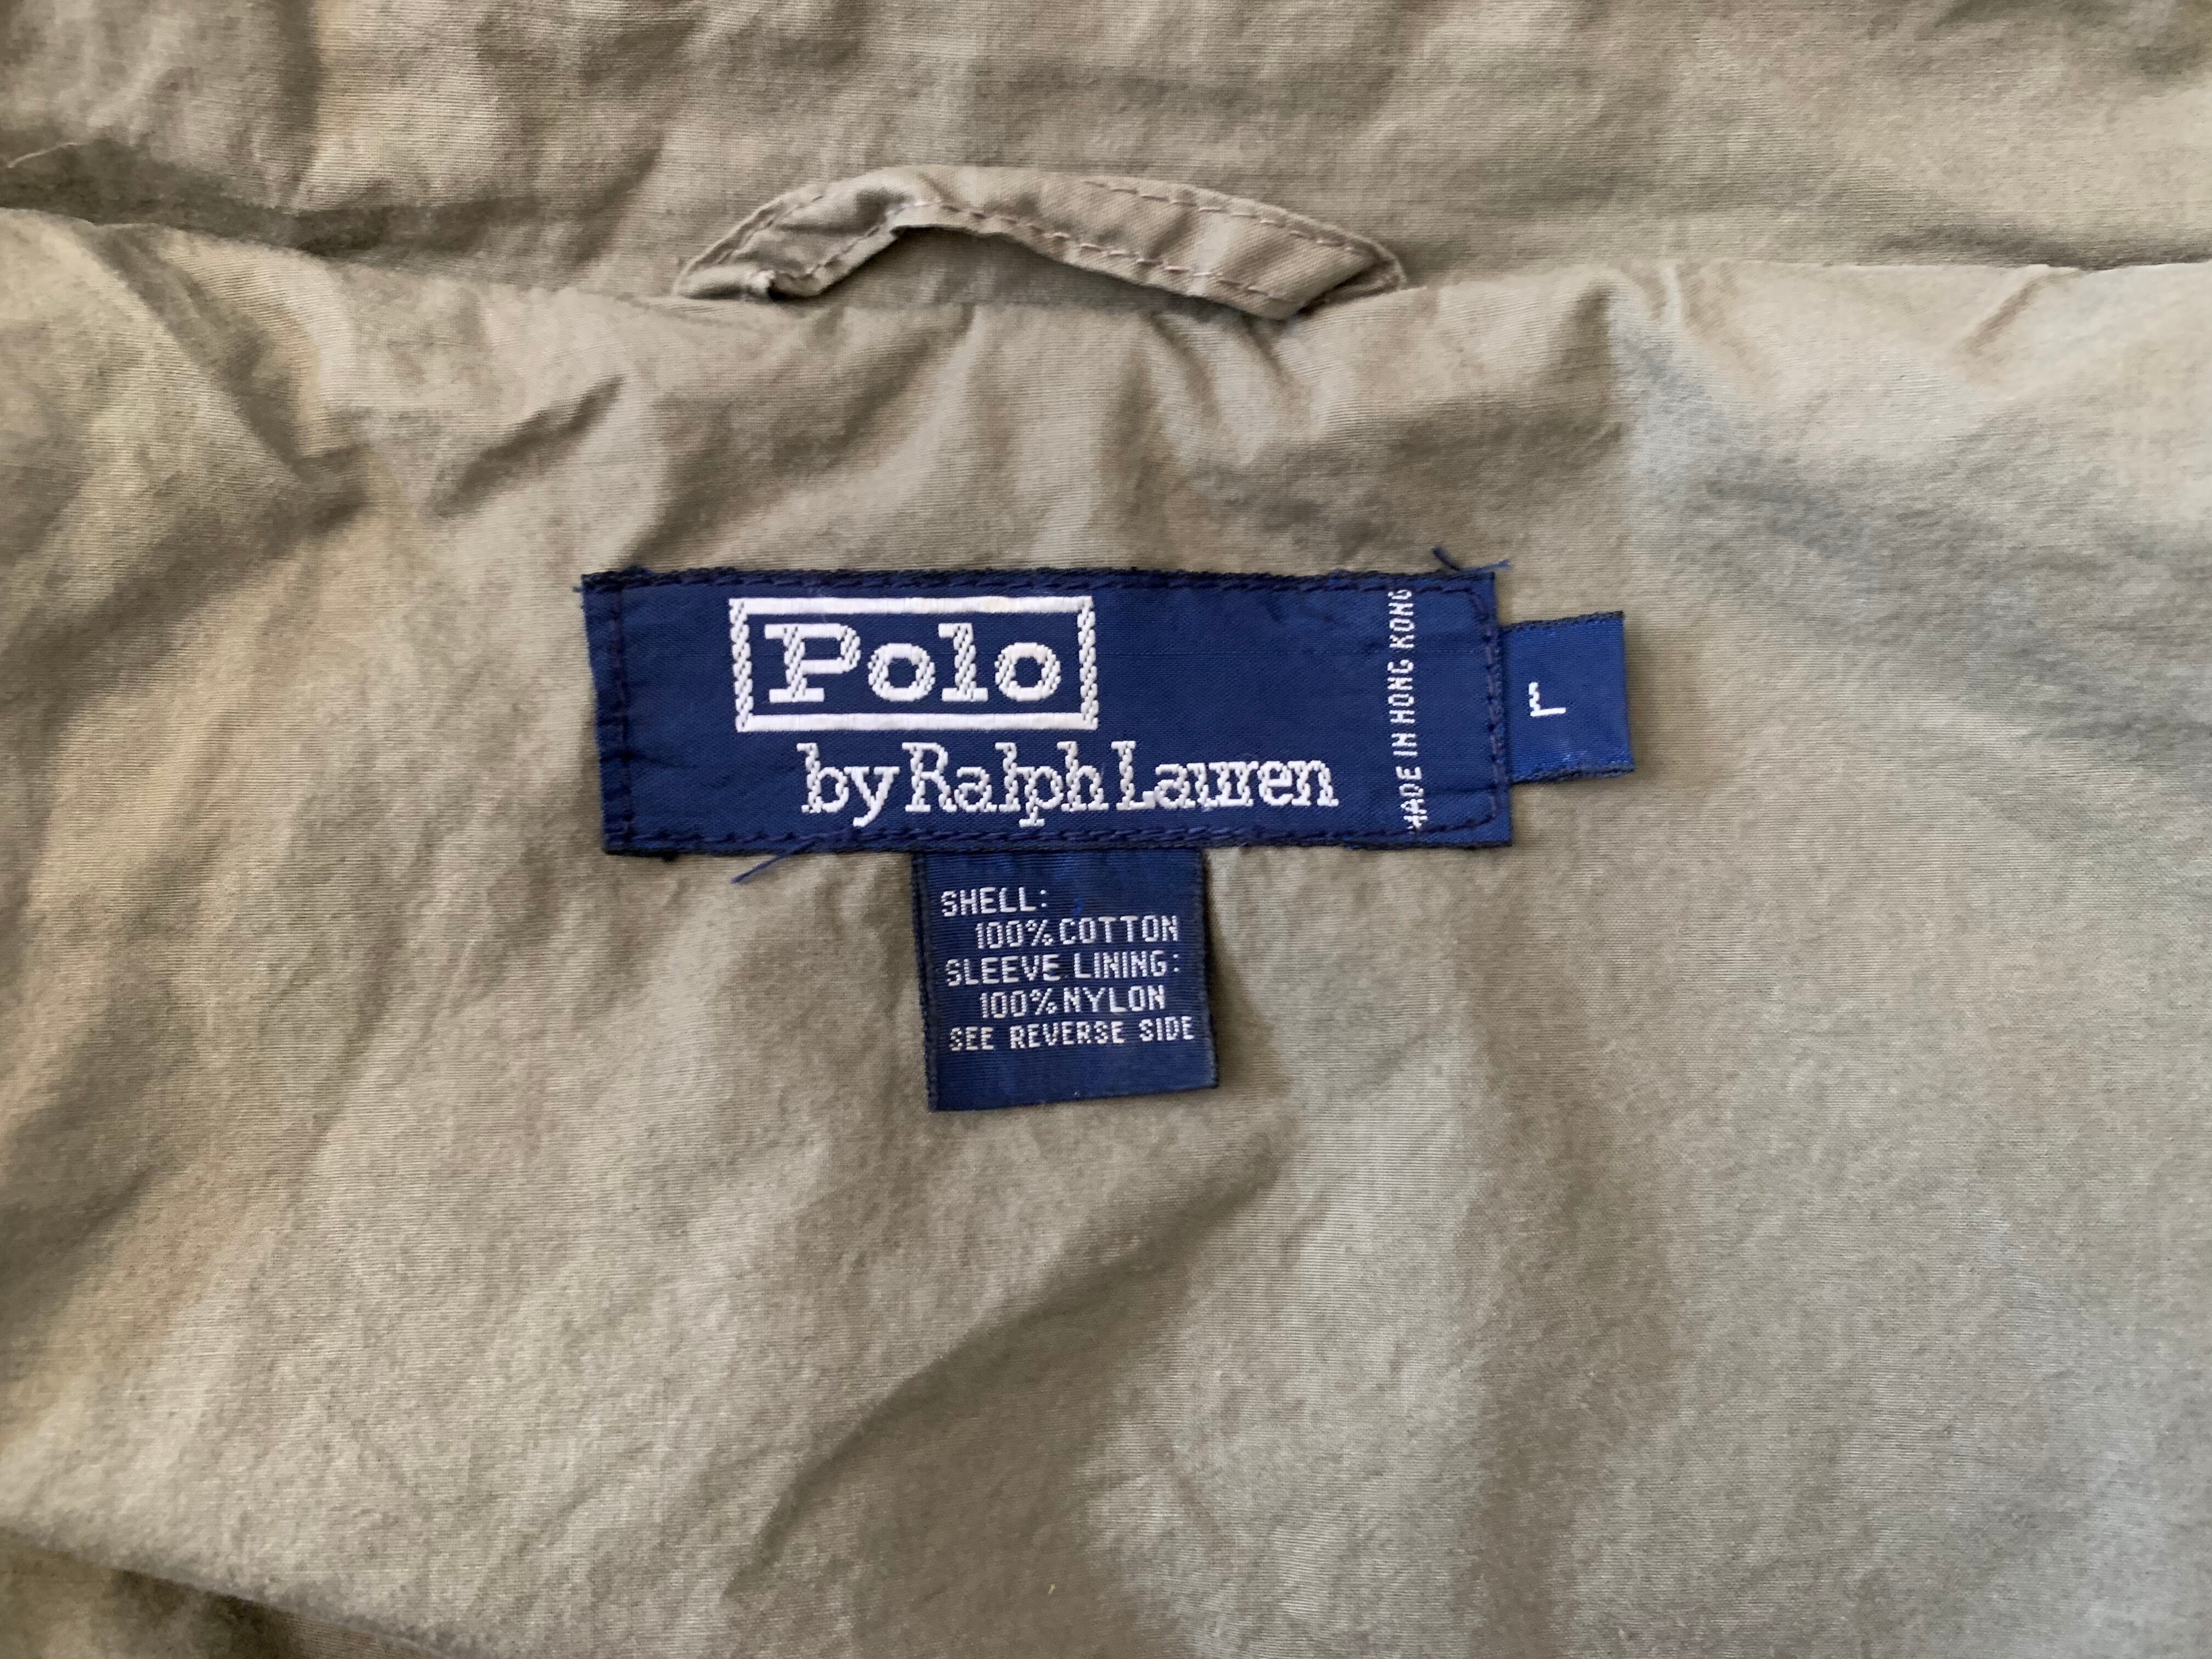 Polo
by Ralph Lauren
MADE IN HONG KONG
L
SHELL:
100% COTTON
SLEEVE LINING:
100% NYLON
SEE REVERSE SIDE